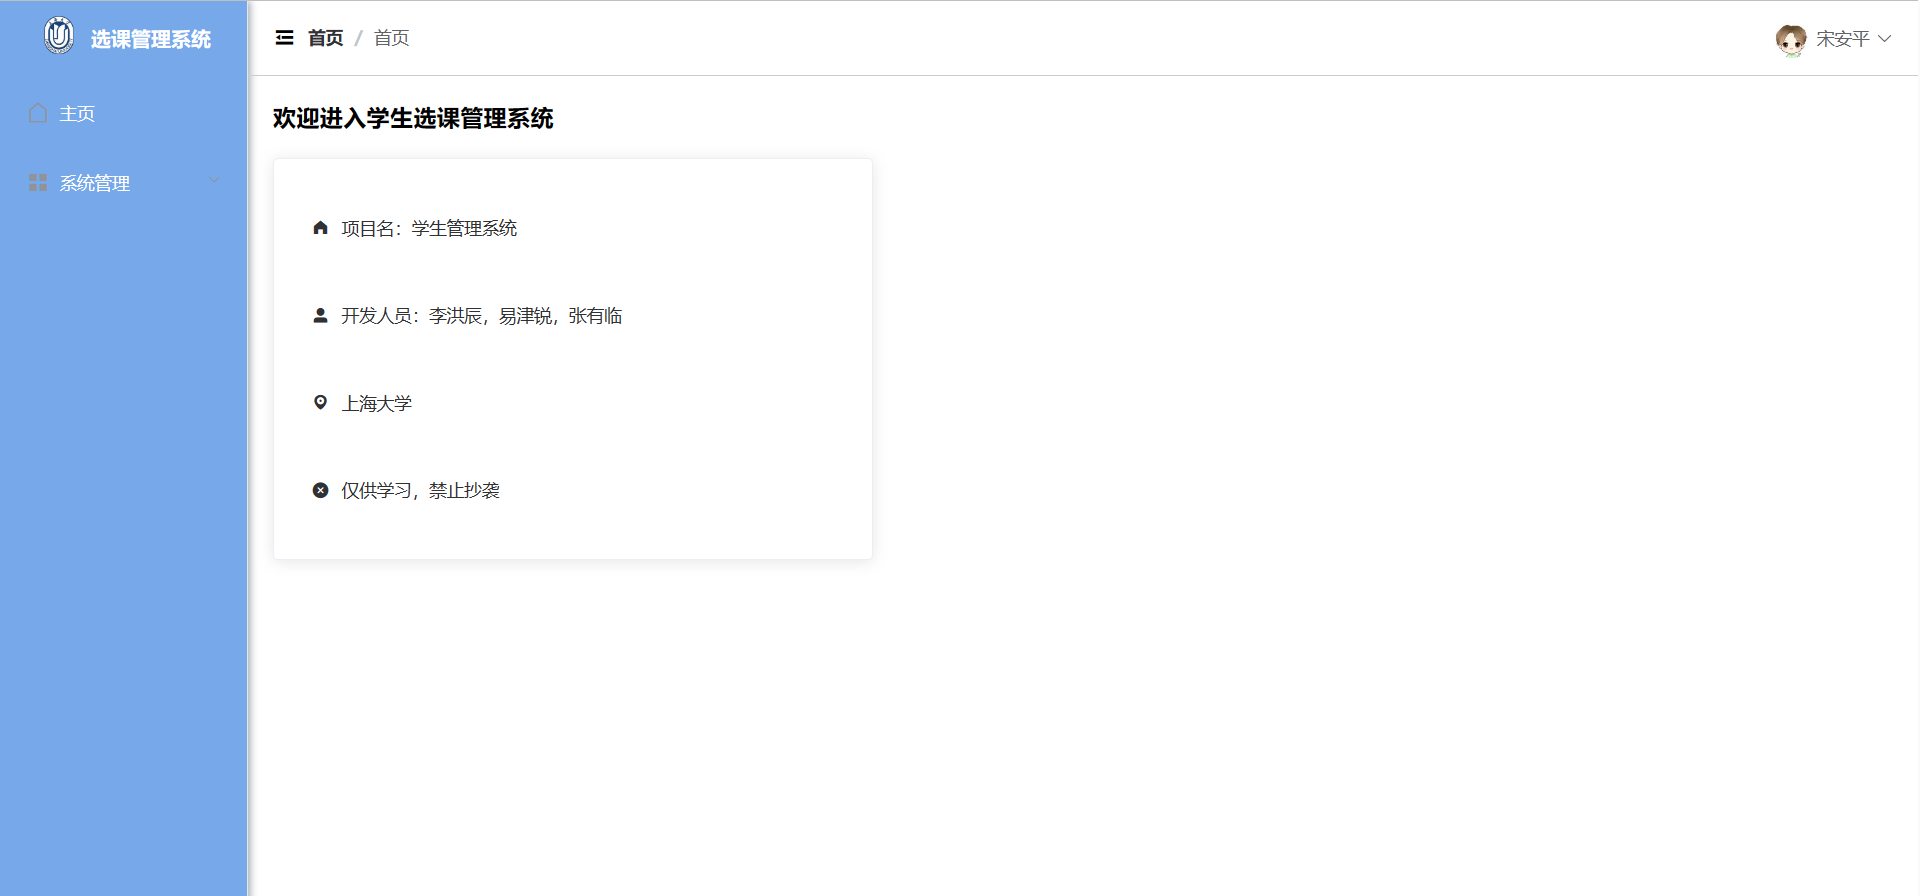 选课管理系统
首页 / 首页
宋安平
主页
系统管理
欢迎进入学生选课管理系统
项目名：学生管理系统
开发人员：李洪辰，易津锐，张有临
上海大学
仅供学习，禁止抄袭